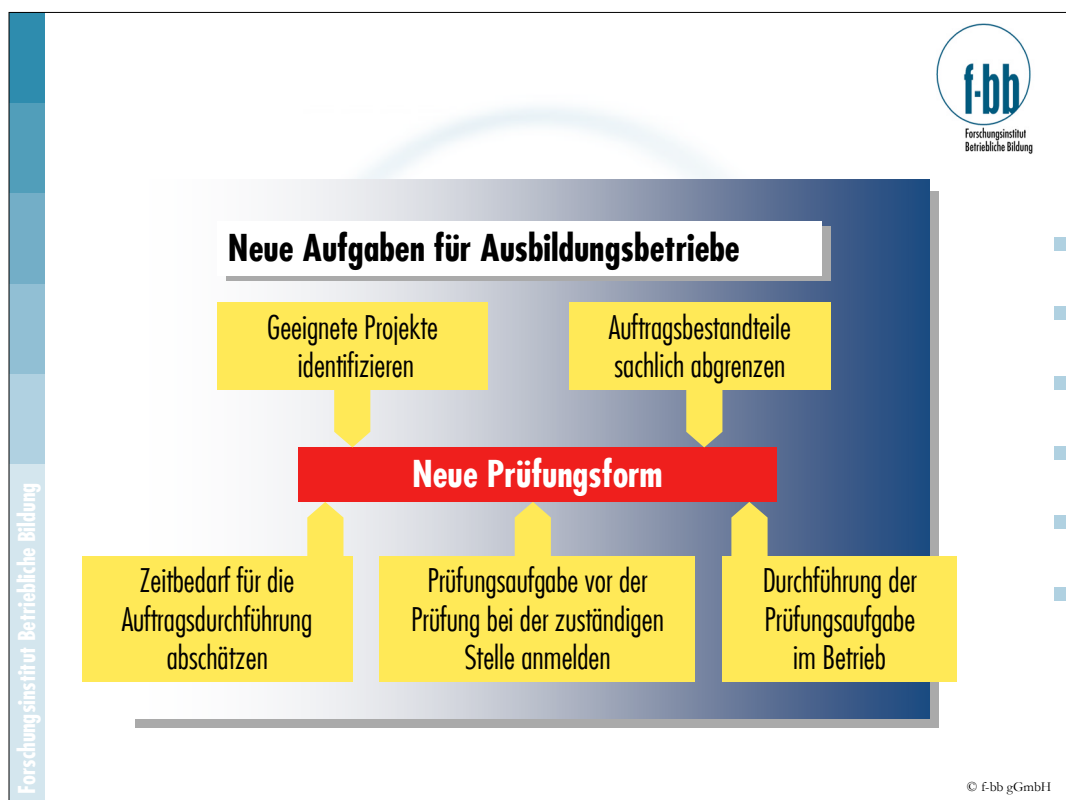 f-bb
Forschungsinstitut
Betriebliche Bildung
Neue Aufgaben für Ausbildungsbetriebe
Geeignete Projekte
identifizieren
Auftragsbestandteile
sachlich abgrenzen
Neue Prüfungsform
Zeitbedarf für die
Auftragsdurchführung
abschätzen
Prüfungsaufgabe vor der
Prüfung bei der zuständigen
Stelle anmelden
Durchführung der
Prüfungsaufgabe
im Betrieb
Forschungsinstitut Betriebliche Bildung
© f-bb gGmbH